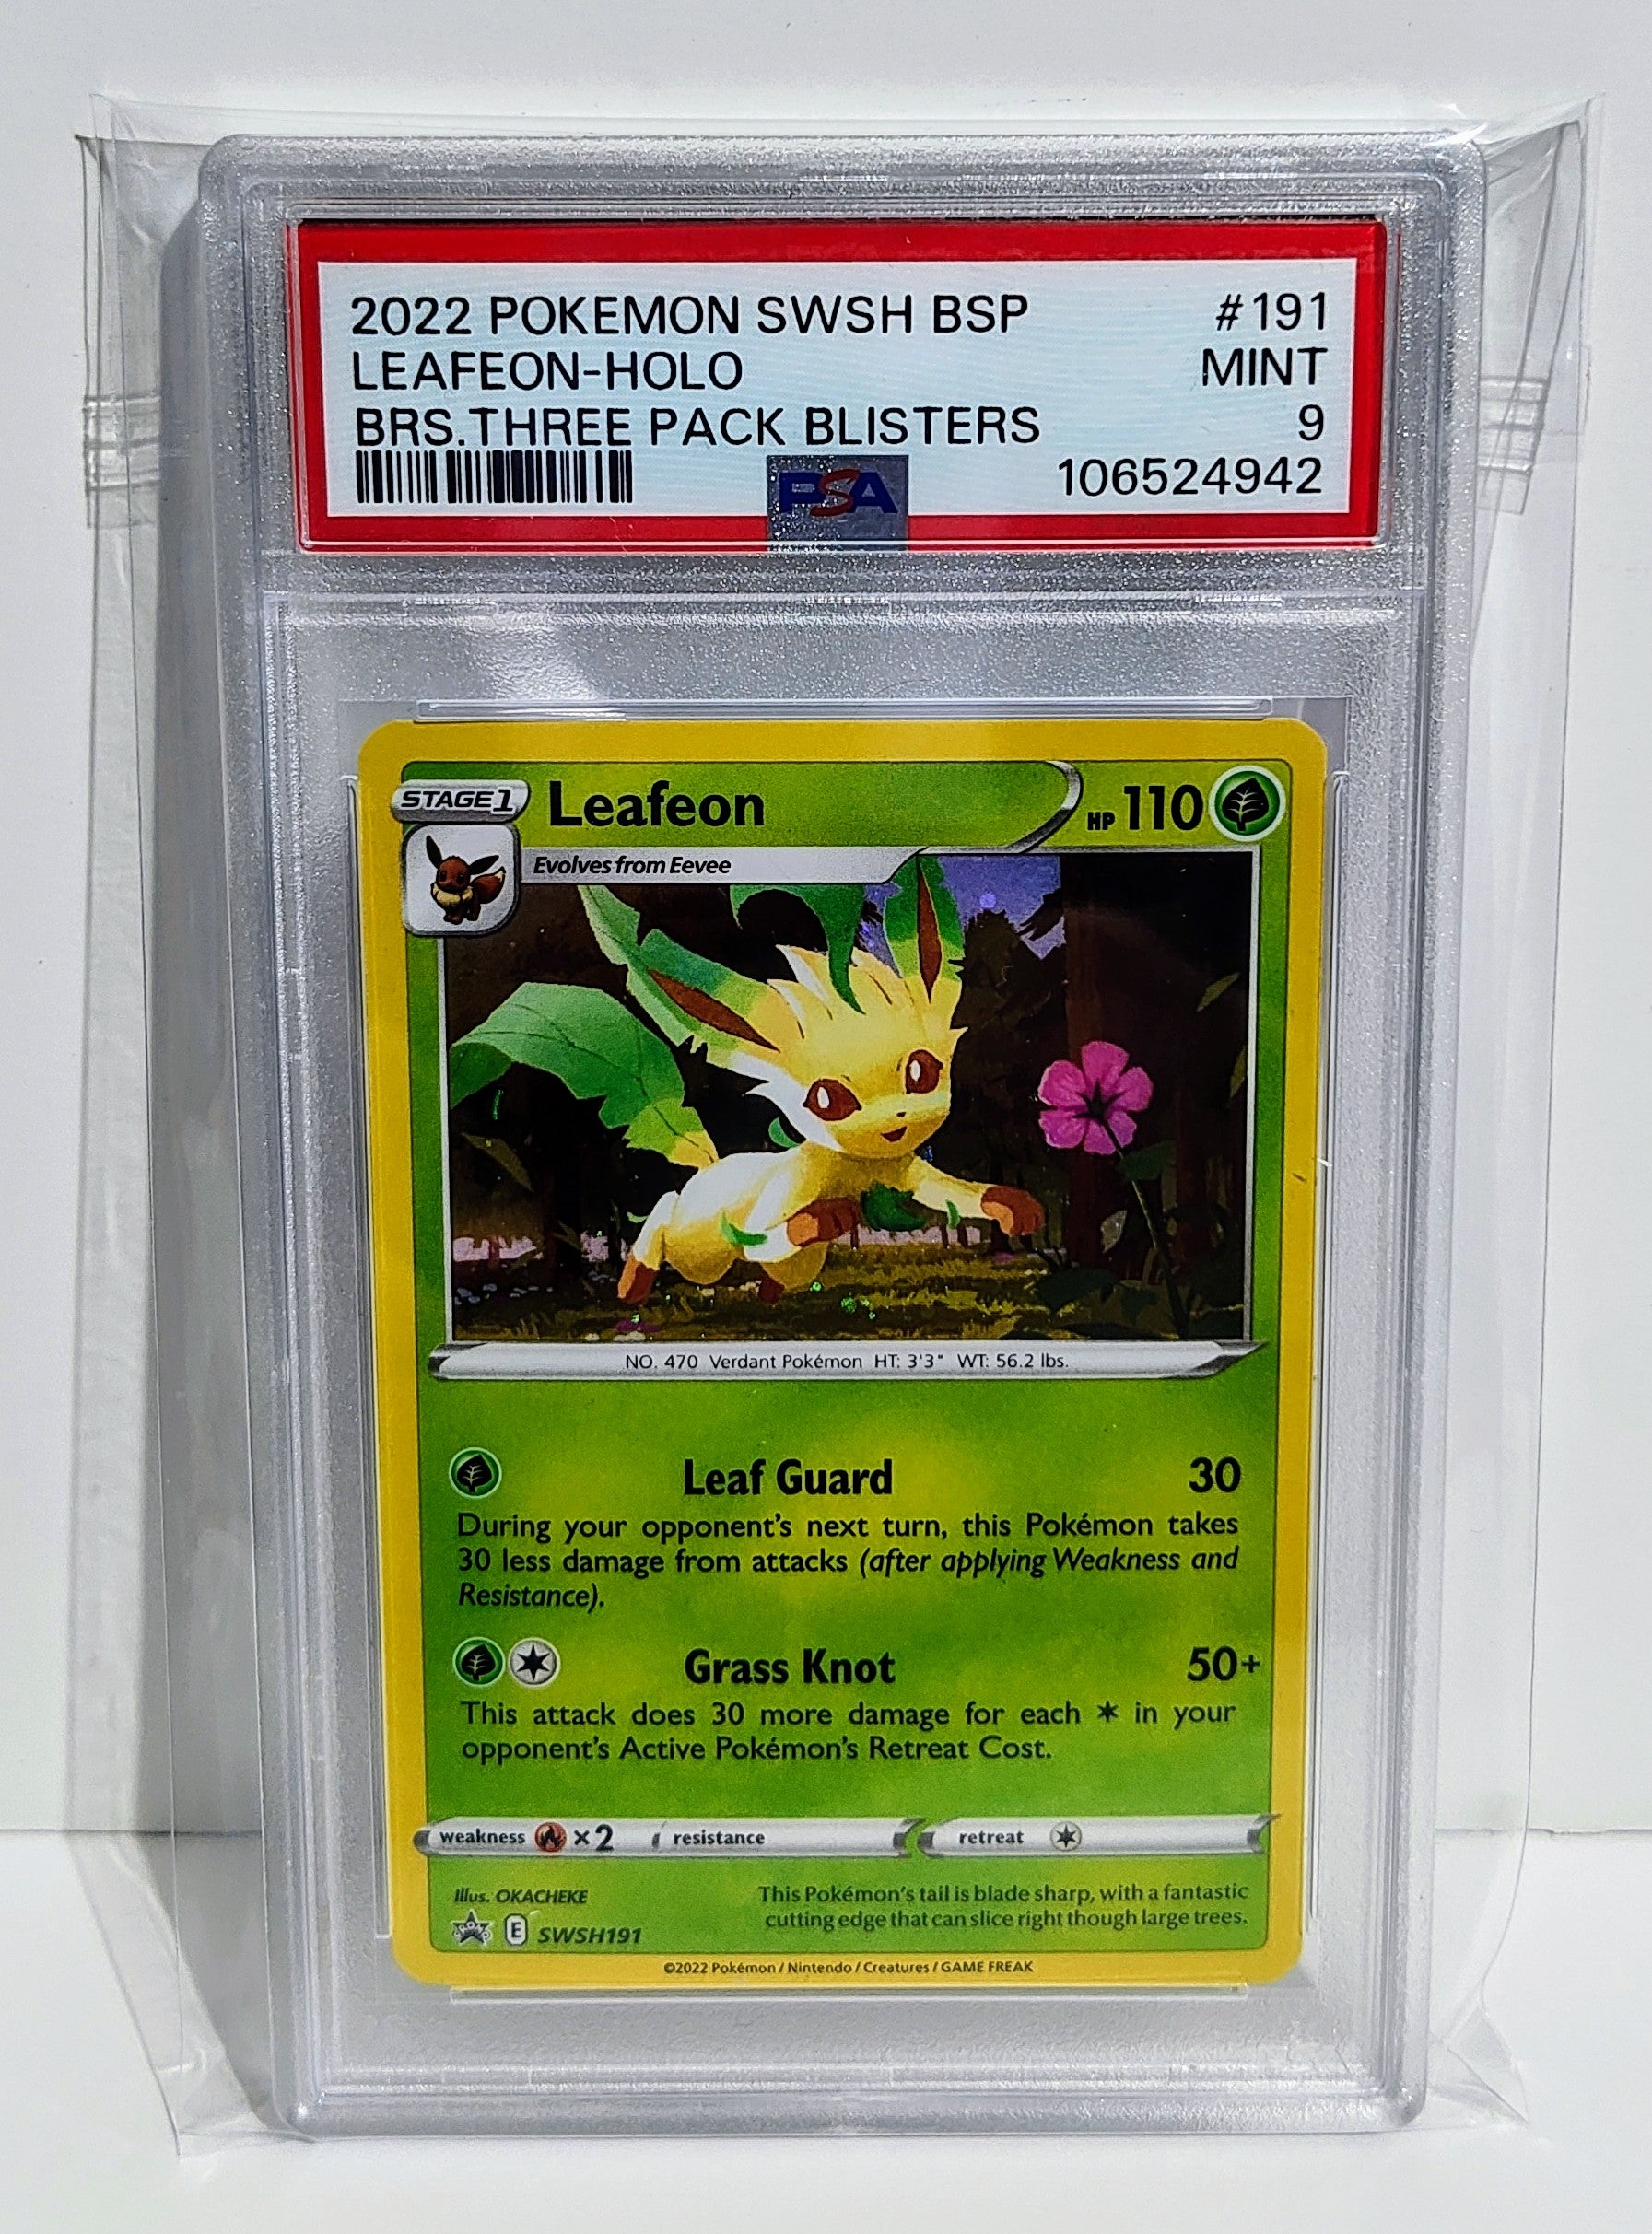 2022 POKEMON SWSH BSP #191
LEAFEON-HOLO MINT
BRS.THREE PACK BLISTERS 9
PSA 106524942
STAGE1 Leafeon HP 110
Evolves from Eevee
NO. 470 Verdant Pokémon HT: 3'3" WT: 56.2 lbs.
Leaf Guard 30
During your opponent's next turn, this Pokémon takes
30 less damage from attacks (after applying Weakness and
Resistance).
Grass Knot 50+
This attack does 30 more damage for each ✶ in your
opponent's Active Pokémon's Retreat Cost.
weakness ×2 resistance retreat
Illus. OKACHEKE
This Pokémon's tail is blade sharp, with a fantastic
cutting edge that can slice right though large trees.
PROMO E SWSH191
©2022 Pokémon / Nintendo / Creatures / GAME FREAK